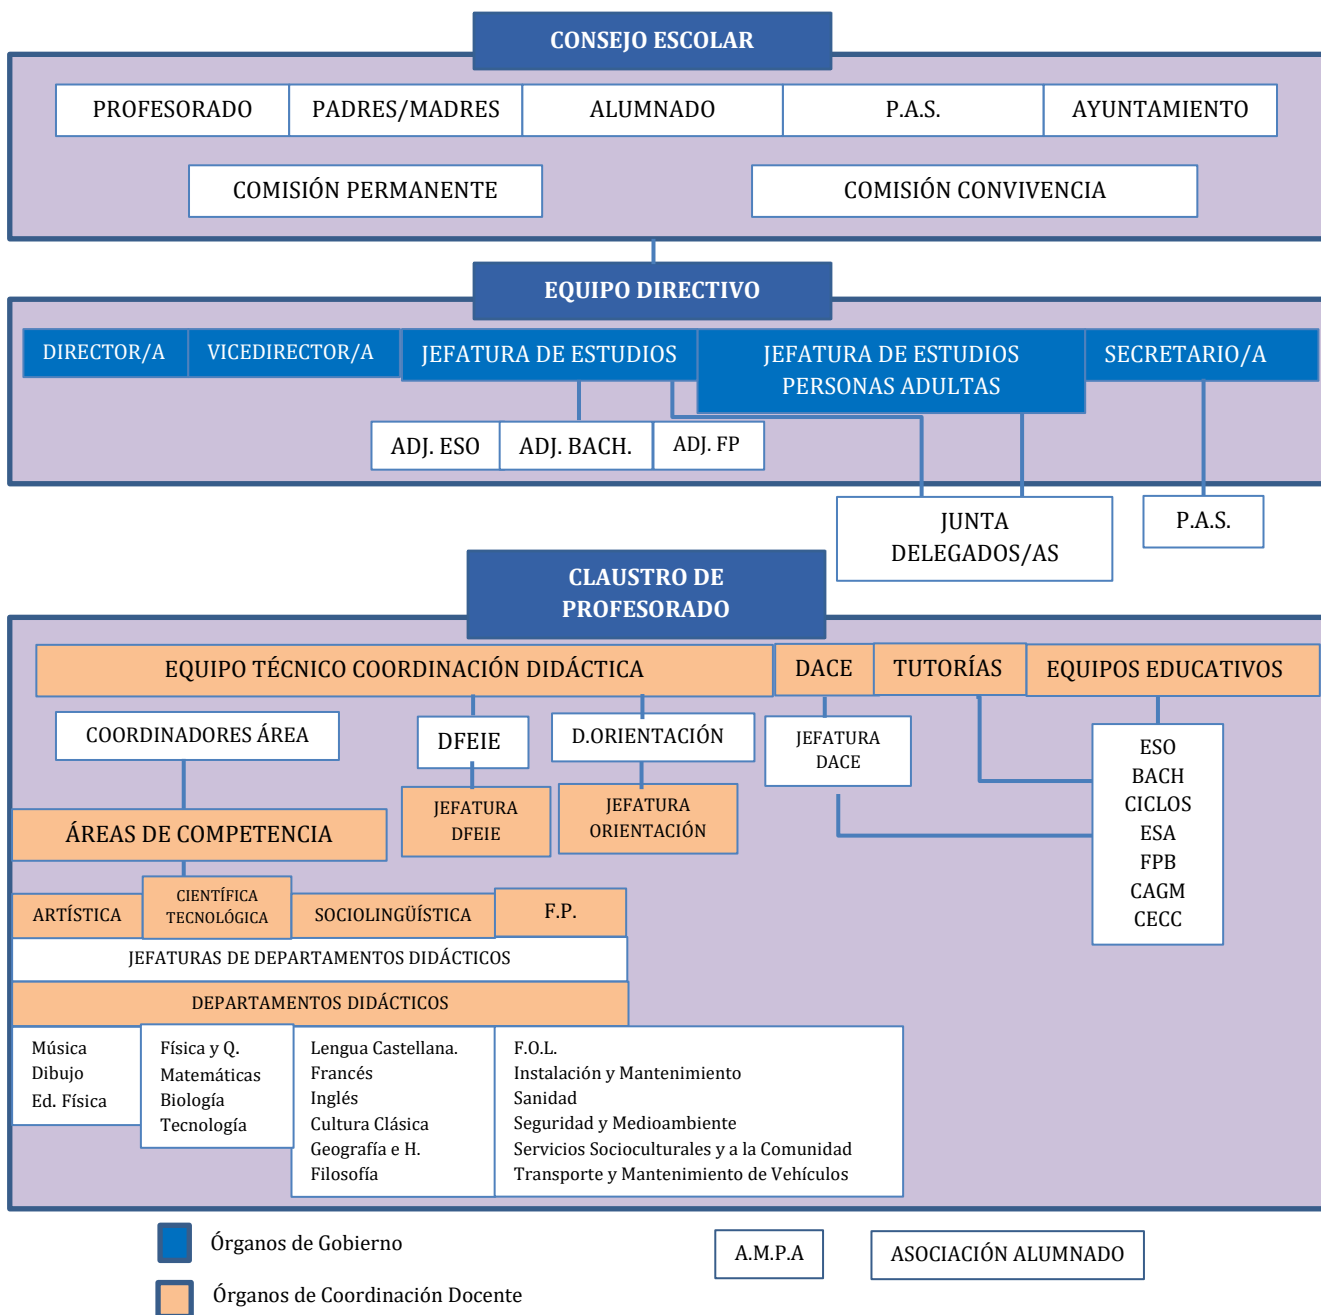 CONSEJO ESCOLAR
PROFESORADO
PADRES/MADRES
ALUMNADO
P.A.S.
AYUNTAMIENTO
COMISIÓN PERMANENTE
COMISIÓN CONVIVENCIA
EQUIPO DIRECTIVO
DIRECTOR/A
VICEDIRECTOR/A
JEFATURA DE ESTUDIOS
JEFATURA DE ESTUDIOS
PERSONAS ADULTAS
SECRETARIO/A
ADJ. ESO
ADJ. BACH.
ADJ. FP
JUNTA
DELEGADOS/AS
P.A.S.
CLAUSTRO DE
PROFESORADO
EQUIPO TÉCNICO COORDINACIÓN DIDÁCTICA
DACE
TUTORÍAS
EQUIPOS EDUCATIVOS
COORDINADORES ÁREA
DFEIE
D.ORIENTACIÓN
JEFATURA
DACE
ESO
BACH
CICLOS
ESA
FPB
CAGM
CECC
ÁREAS DE COMPETENCIA
JEFATURA
DFEIE
JEFATURA
ORIENTACIÓN
ARTÍSTICA
CIENTÍFICA
TECNOLÓGICA
SOCIOLINGÜÍSTICA
F.P.
JEFATURAS DE DEPARTAMENTOS DIDÁCTICOS
DEPARTAMENTOS DIDÁCTICOS
Música
Dibujo
Ed. Física
Física y Q.
Matemáticas
Biología
Tecnología
Lengua Castellana.
Francés
Inglés
Cultura Clásica
Geografía e H.
Filosofía
F.O.L.
Instalación y Mantenimiento
Sanidad
Seguridad y Medioambiente
Servicios Socioculturales y a la Comunidad
Transporte y Mantenimiento de Vehículos
Órganos de Gobierno
Órganos de Coordinación Docente
A.M.P.A
ASOCIACIÓN ALUMNADO